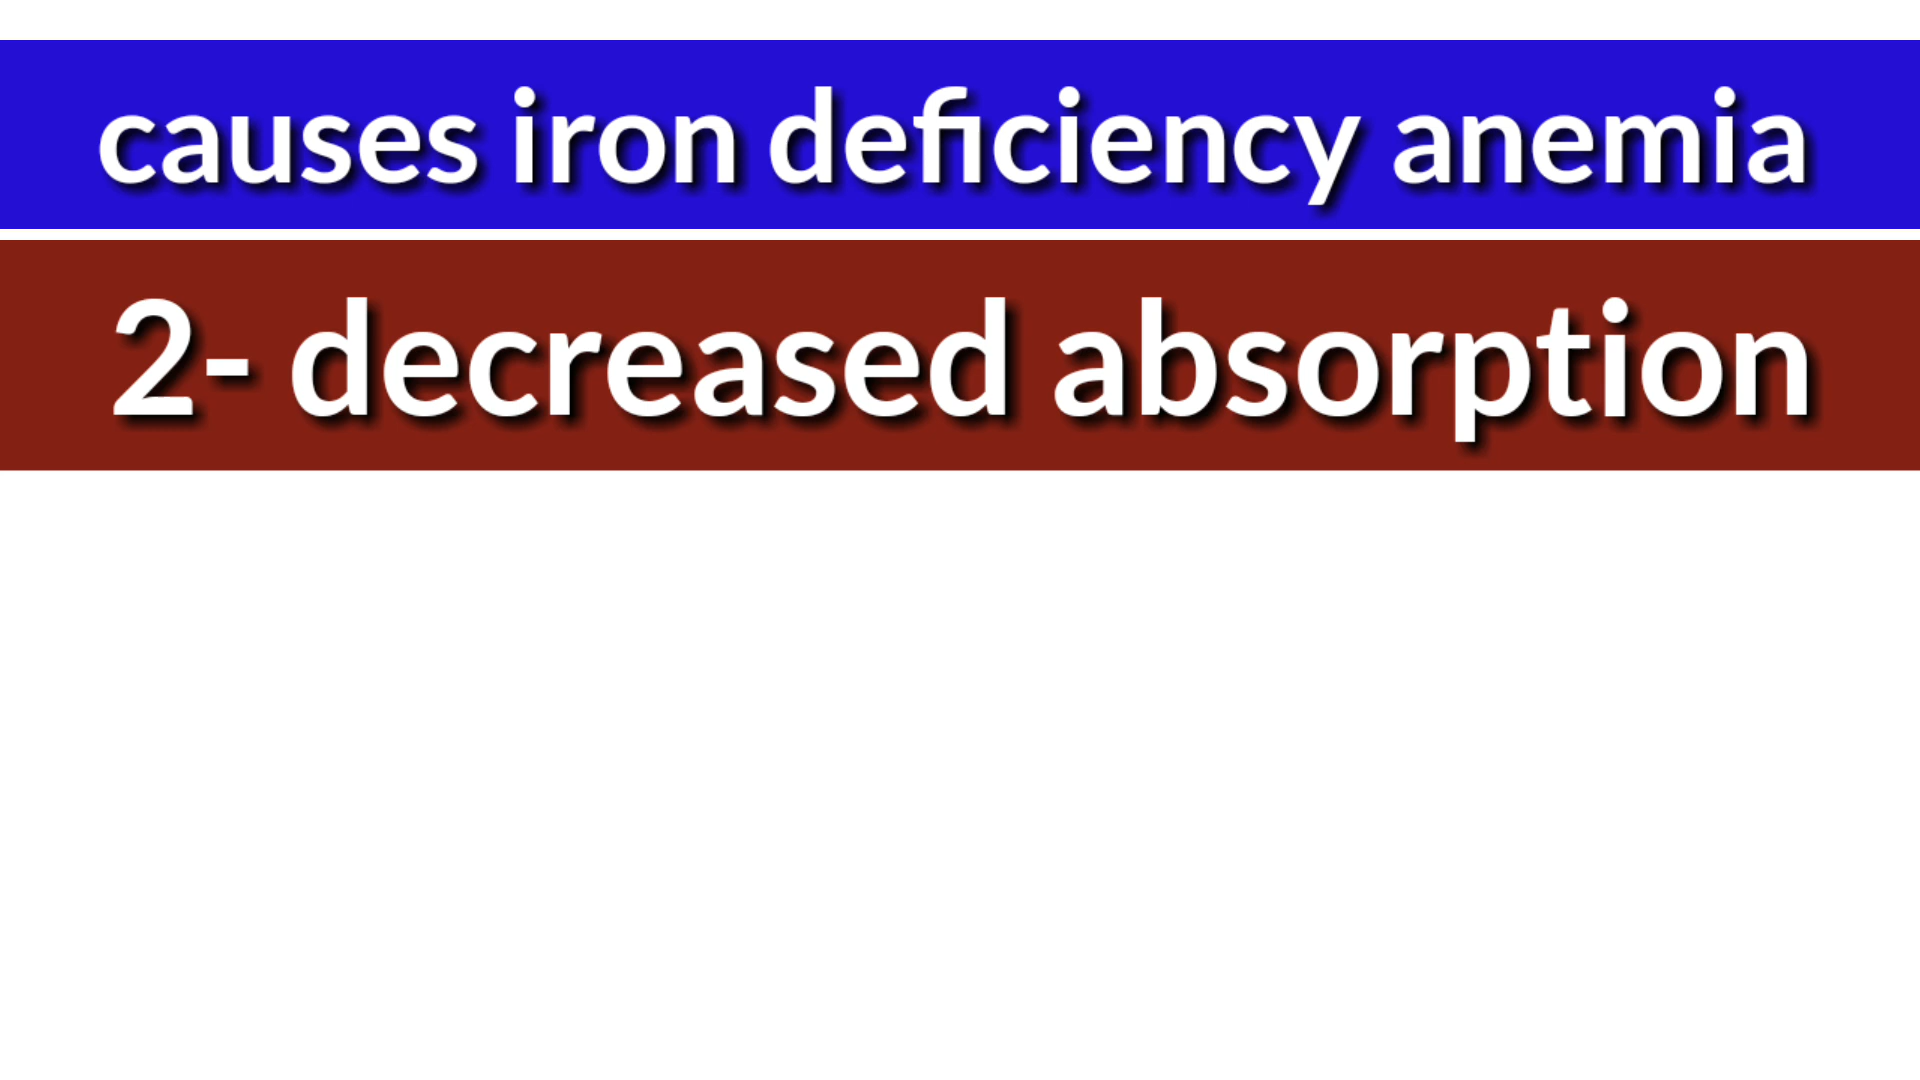 causes iron deficiency anemia
2- decreased absorption